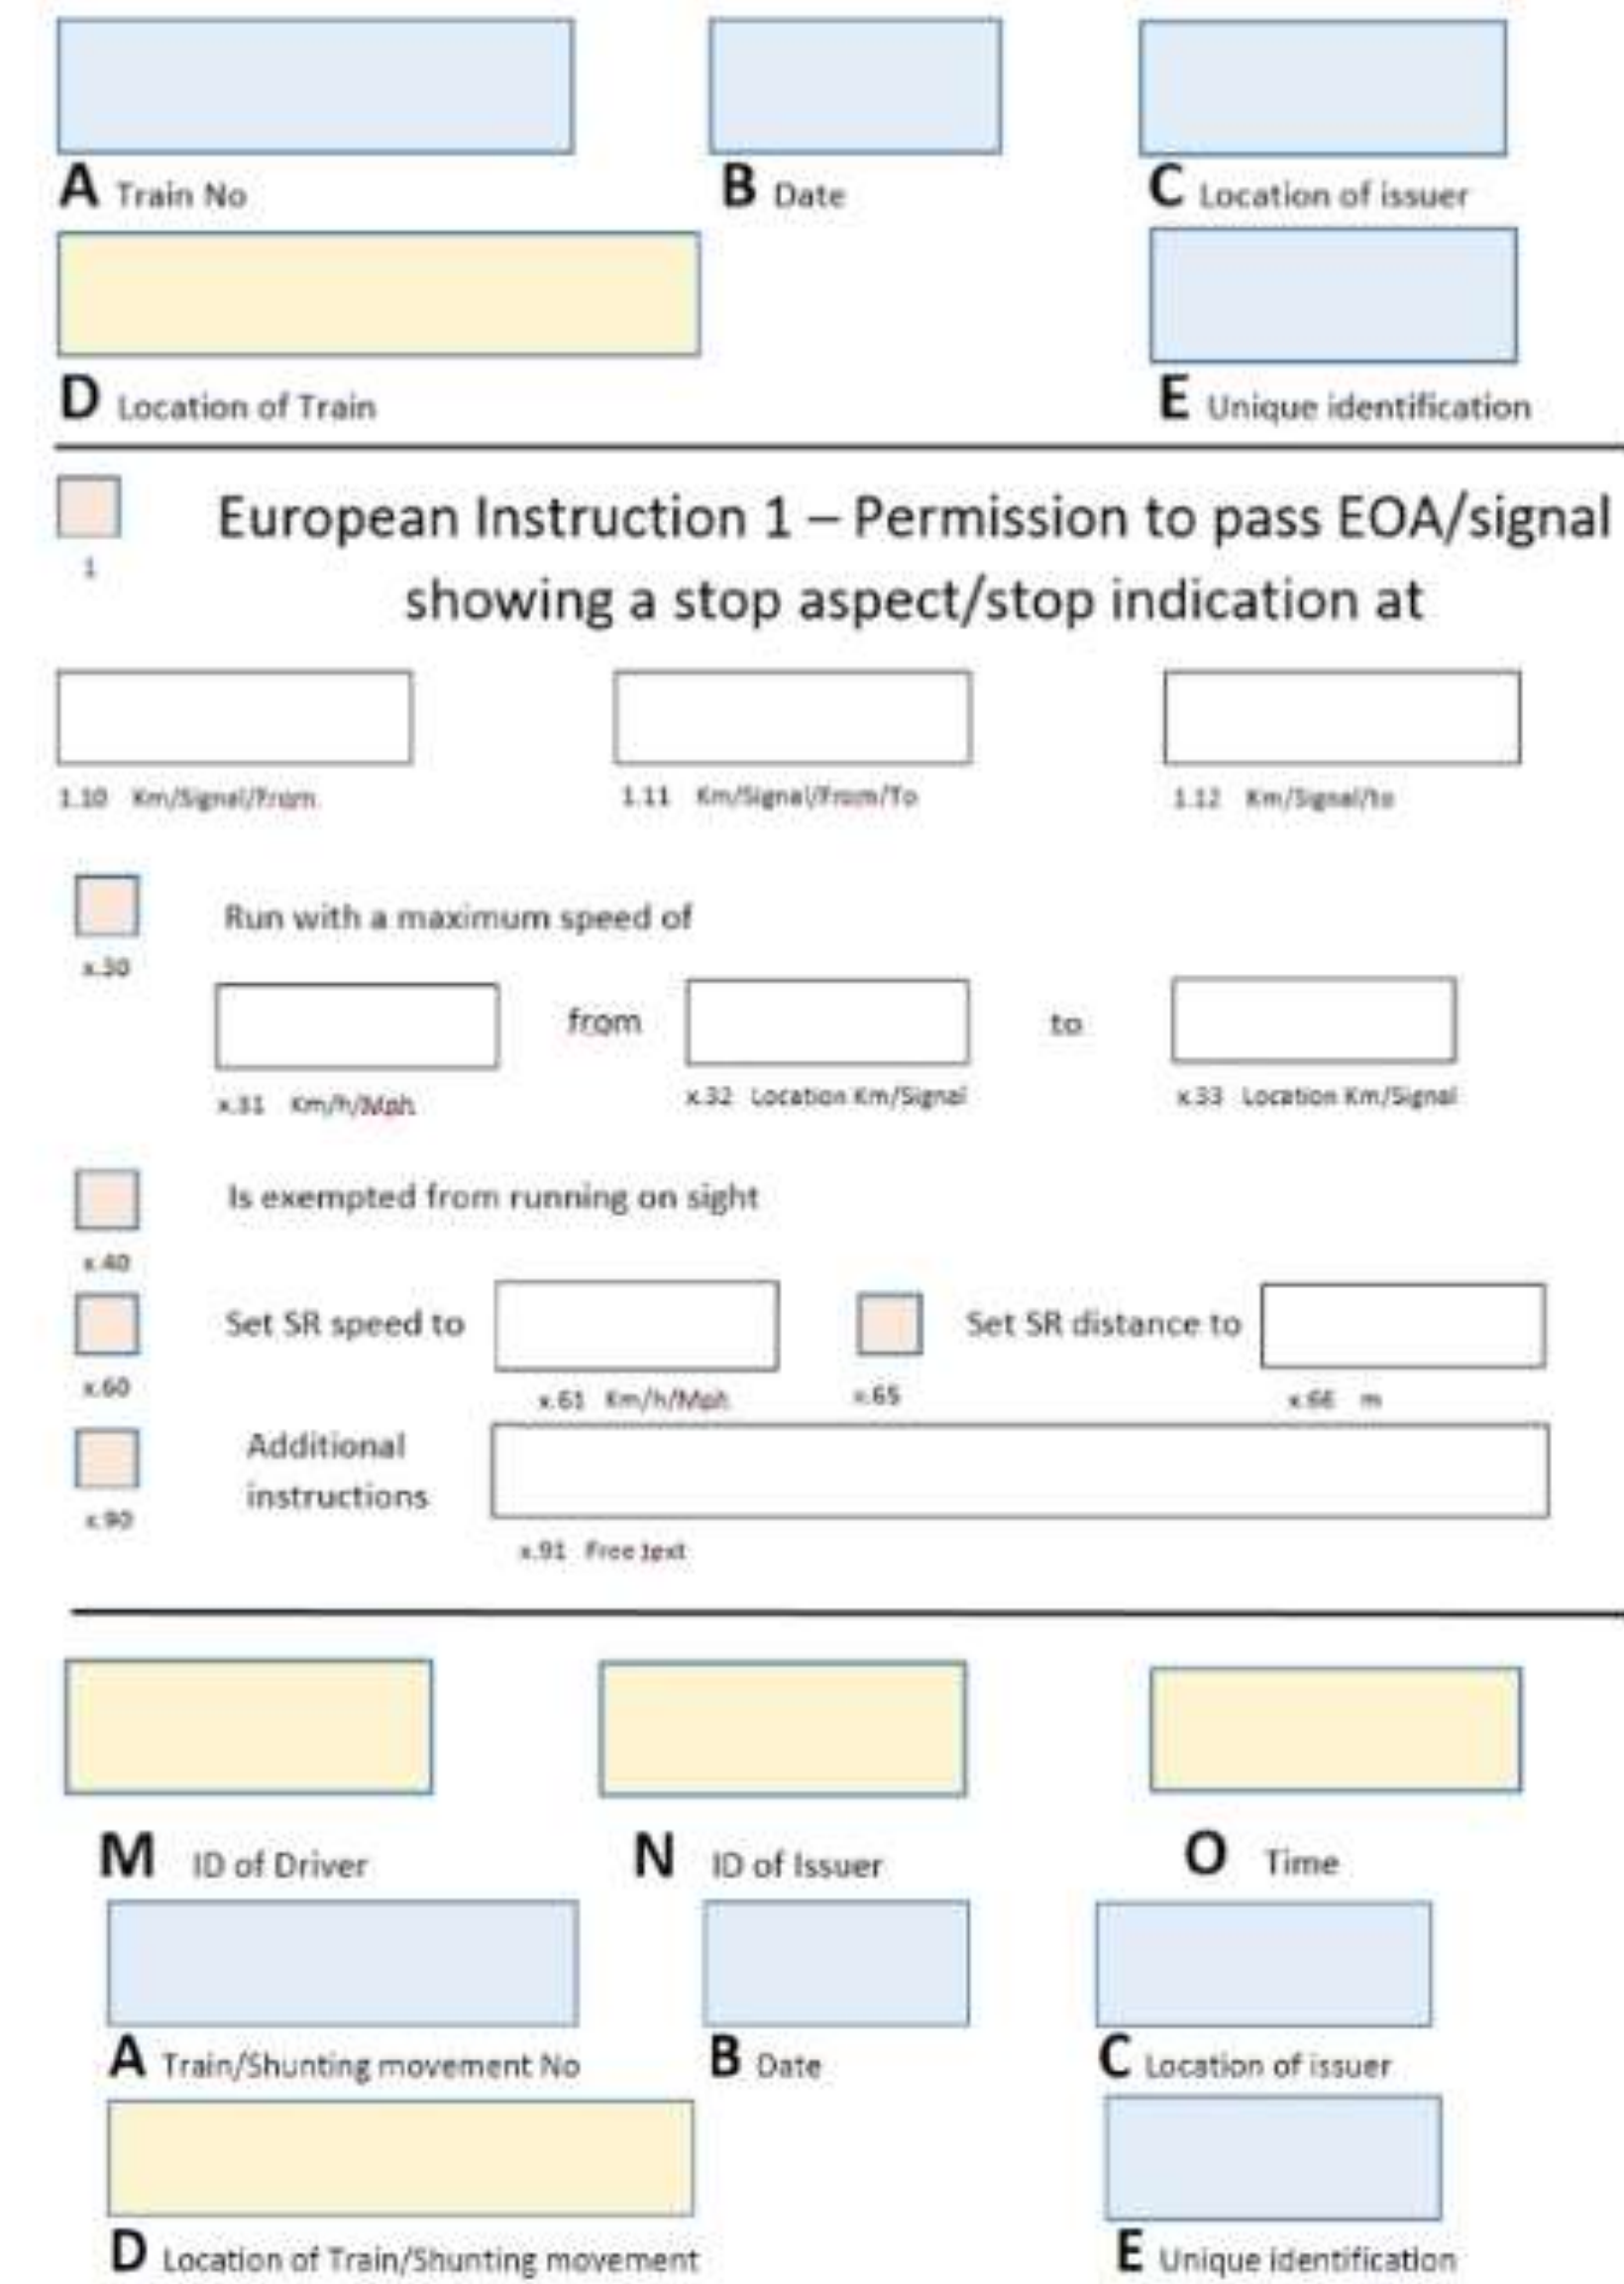 A Train No B Date C Location of issuer
D Location of Train E Unique identification
European Instruction 1 – Permission to pass EOA/signal
1
showing a stop aspect/stop indication at
1.10 Km/Signal/From 1.11 Km/Signal/From/To 1.12 Km/Signal/to
Run with a maximum speed of
x.30
from to
x.31 Km/h/Mph x.32 Location Km/Signal x.33 Location Km/Signal
Is exempted from running on sight
x.40
Set SR speed to Set SR distance to
x.60 x.61 Km/h/Mph x.65 x.66 m
Additional
instructions
x.90
x.91 Free text
M ID of Driver N ID of Issuer O Time
A Train/Shunting movement No B Date C Location of issuer
D Location of Train/Shunting movement E Unique identification